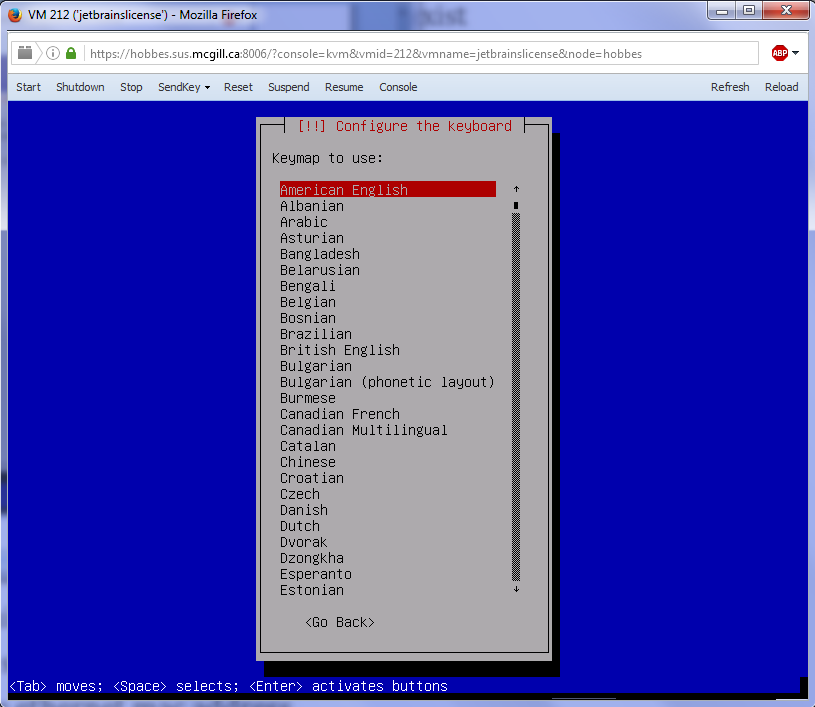 VM 212 ('jetbrainslicense') - Mozilla Firefox
https://hobbes.sus.mcgill.ca:8006/?console=kvm&vmid=212&vmname=jetbrainslicense&node=hobbes
ABP
Start Shutdown Stop SendKey Reset Suspend Resume Console Refresh Reload
[!!] Configure the keyboard
Keymap to use:
American English
Albanian
Arabic
Asturian
Bangladesh
Belarusian
Bengali
Belgian
Bosnian
Brazilian
British English
Bulgarian
Bulgarian (phonetic layout)
Burmese
Canadian French
Canadian Multilingual
Catalan
Chinese
Croatian
Czech
Danish
Dutch
Dvorak
Dzongkha
Esperanto
Estonian
<Go Back>
<Tab> moves; <Space> selects; <Enter> activates buttons